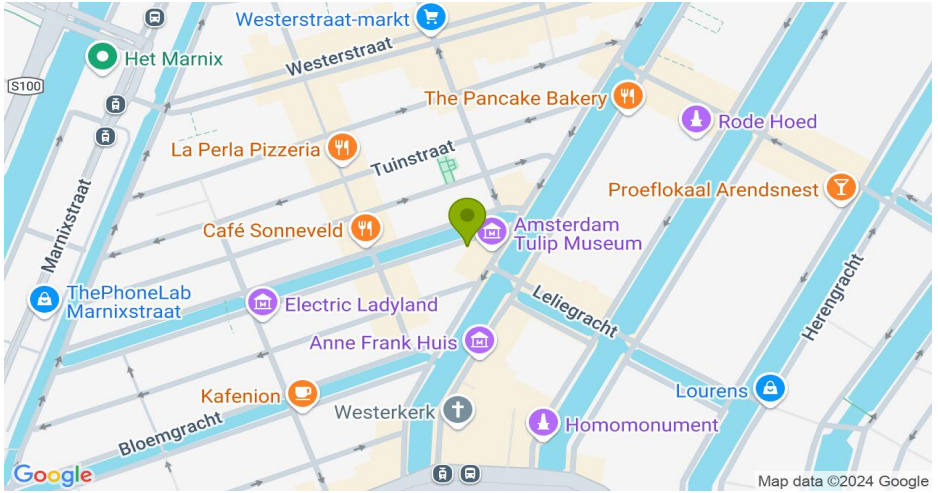 Westerstraat-markt
Het Marnix
Westerstraat
S100
The Pancake Bakery
Rode Hoed
La Perla Pizzeria
Tuinstraat
Proeflokaal Arendsnest
Marnixstraat
Café Sonneveld
Amsterdam
Tulip Museum
ThePhoneLab
Marnixstraat
Electric Ladyland
Leliegracht
Herengracht
Anne Frank Huis
Kafenion
Lourens
Westerkerk
Homomonument
Bloemgracht
Google
Map data ©2024 Google